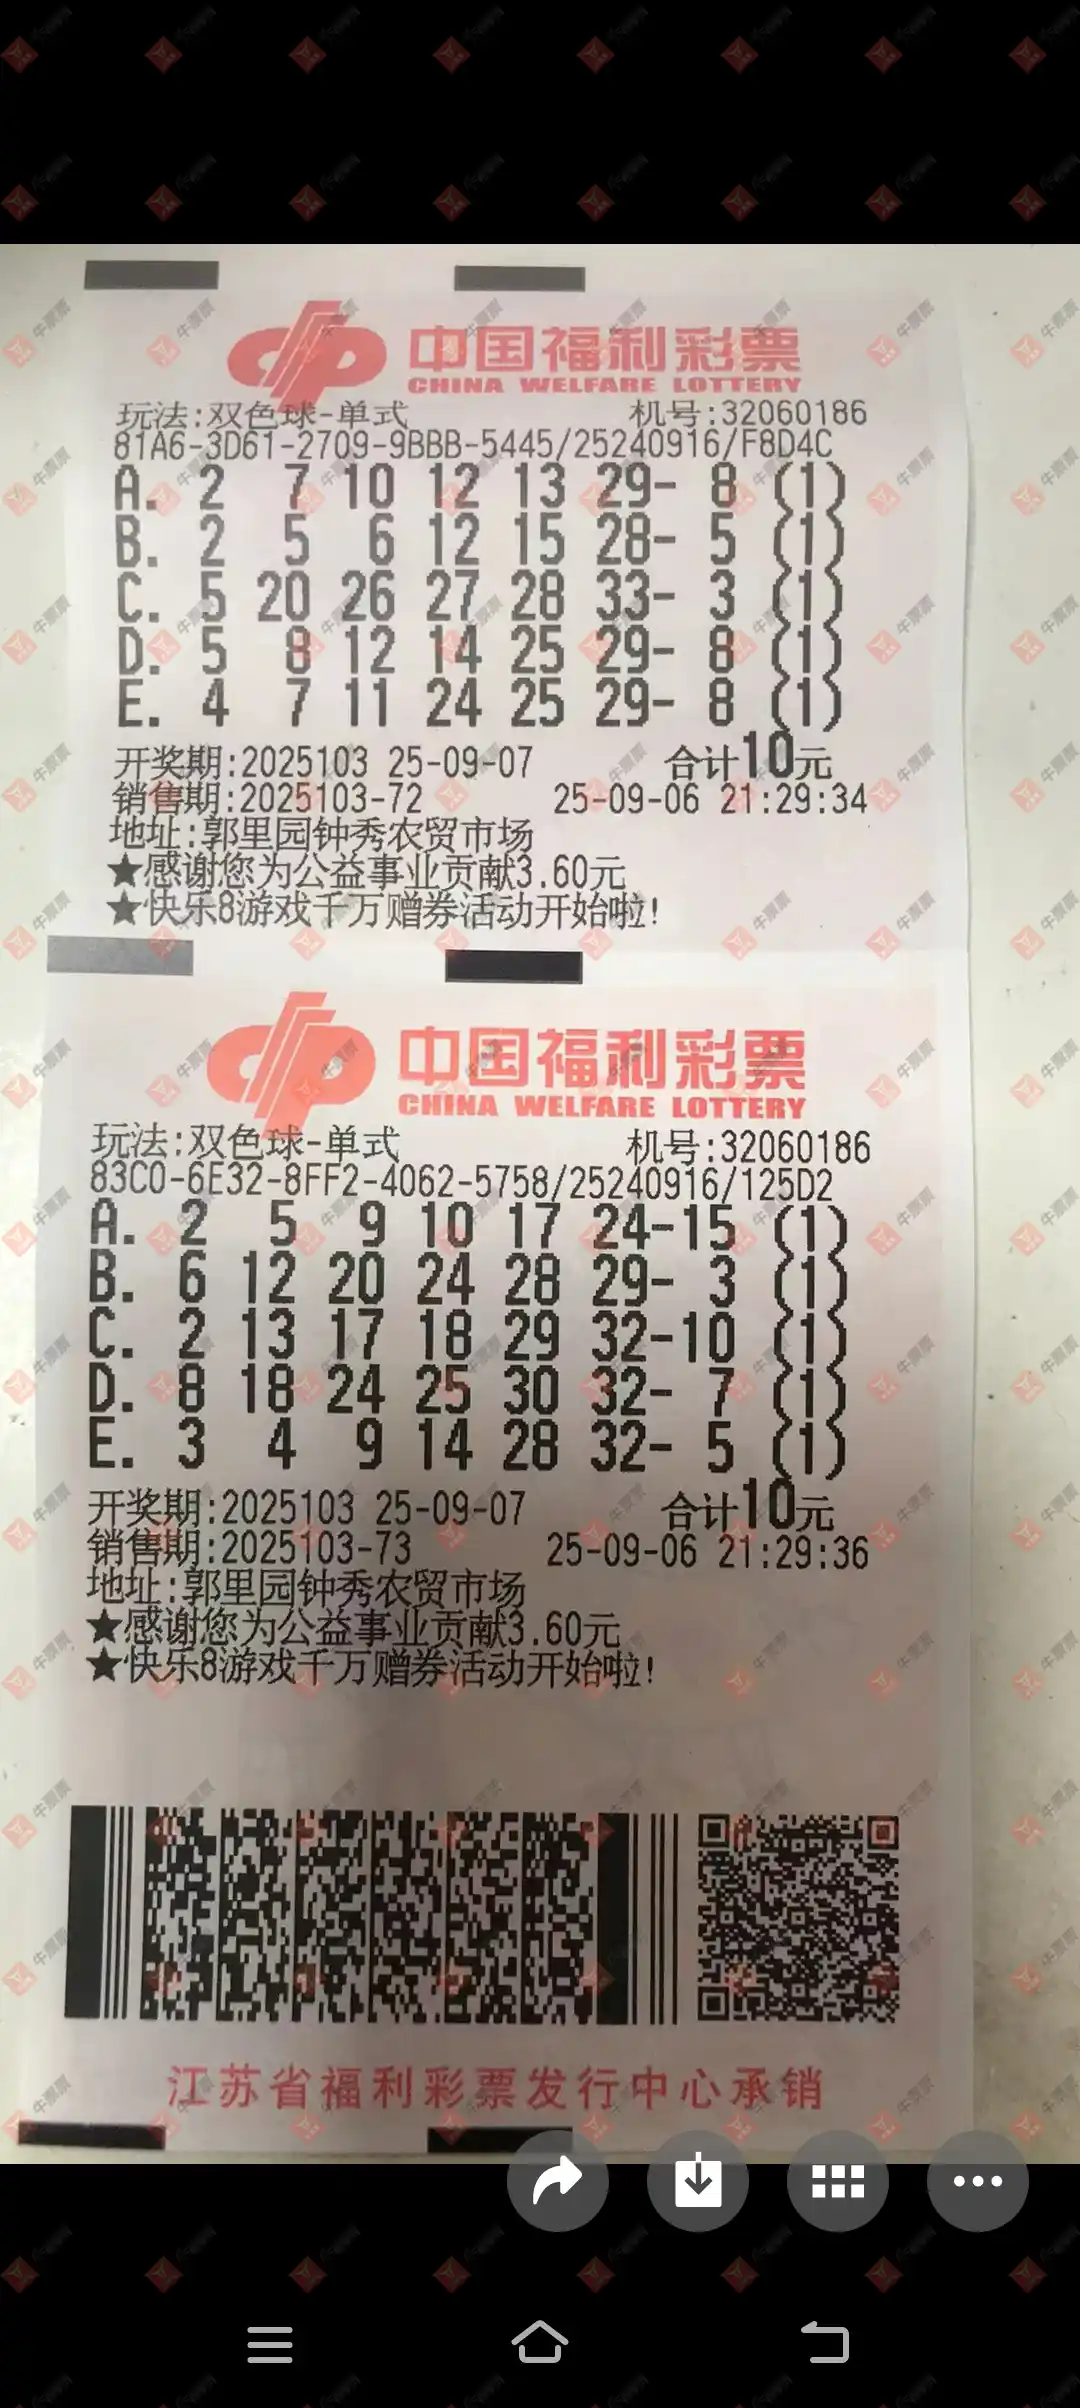 中国福利彩票
CHINA WELFARE LOTTERY
玩法:双色球-单式 机号:32060186
81A6-3D61-2709-9BBB-5445/25240916/F8D4C
A. 2 7 10 12 13 29- 8 (1)
B. 2 5 6 12 15 28- 5 (1)
C. 5 20 26 27 28 33- 3 (1)
D. 5 8 12 14 25 29- 8 (1)
E. 4 7 11 24 25 29- 8 (1)
开奖期:2025103 25-09-07 合计10元
销售期:2025103-72 25-09-06 21:29:34
地址:郭里园钟秀农贸市场
★感谢您为公益事业贡献3.60元
★快乐8游戏千万赠券活动开始啦!
中国福利彩票
CHINA WELFARE LOTTERY
玩法:双色球-单式 机号:32060186
83C0-6E32-8FF2-4062-5758/25240916/125D2
A. 2 5 9 10 17 24-15 (1)
B. 6 12 20 24 28 29- 3 (1)
C. 2 13 17 18 29 32-10 (1)
D. 8 18 24 25 30 32- 7 (1)
E. 3 4 9 14 28 32- 5 (1)
开奖期:2025103 25-09-07 合计10元
销售期:2025103-73 25-09-06 21:29:36
地址:郭里园钟秀农贸市场
★感谢您为公益事业贡献3.60元
★快乐8游戏千万赠券活动开始啦!
江苏省福利彩票发行中心承销